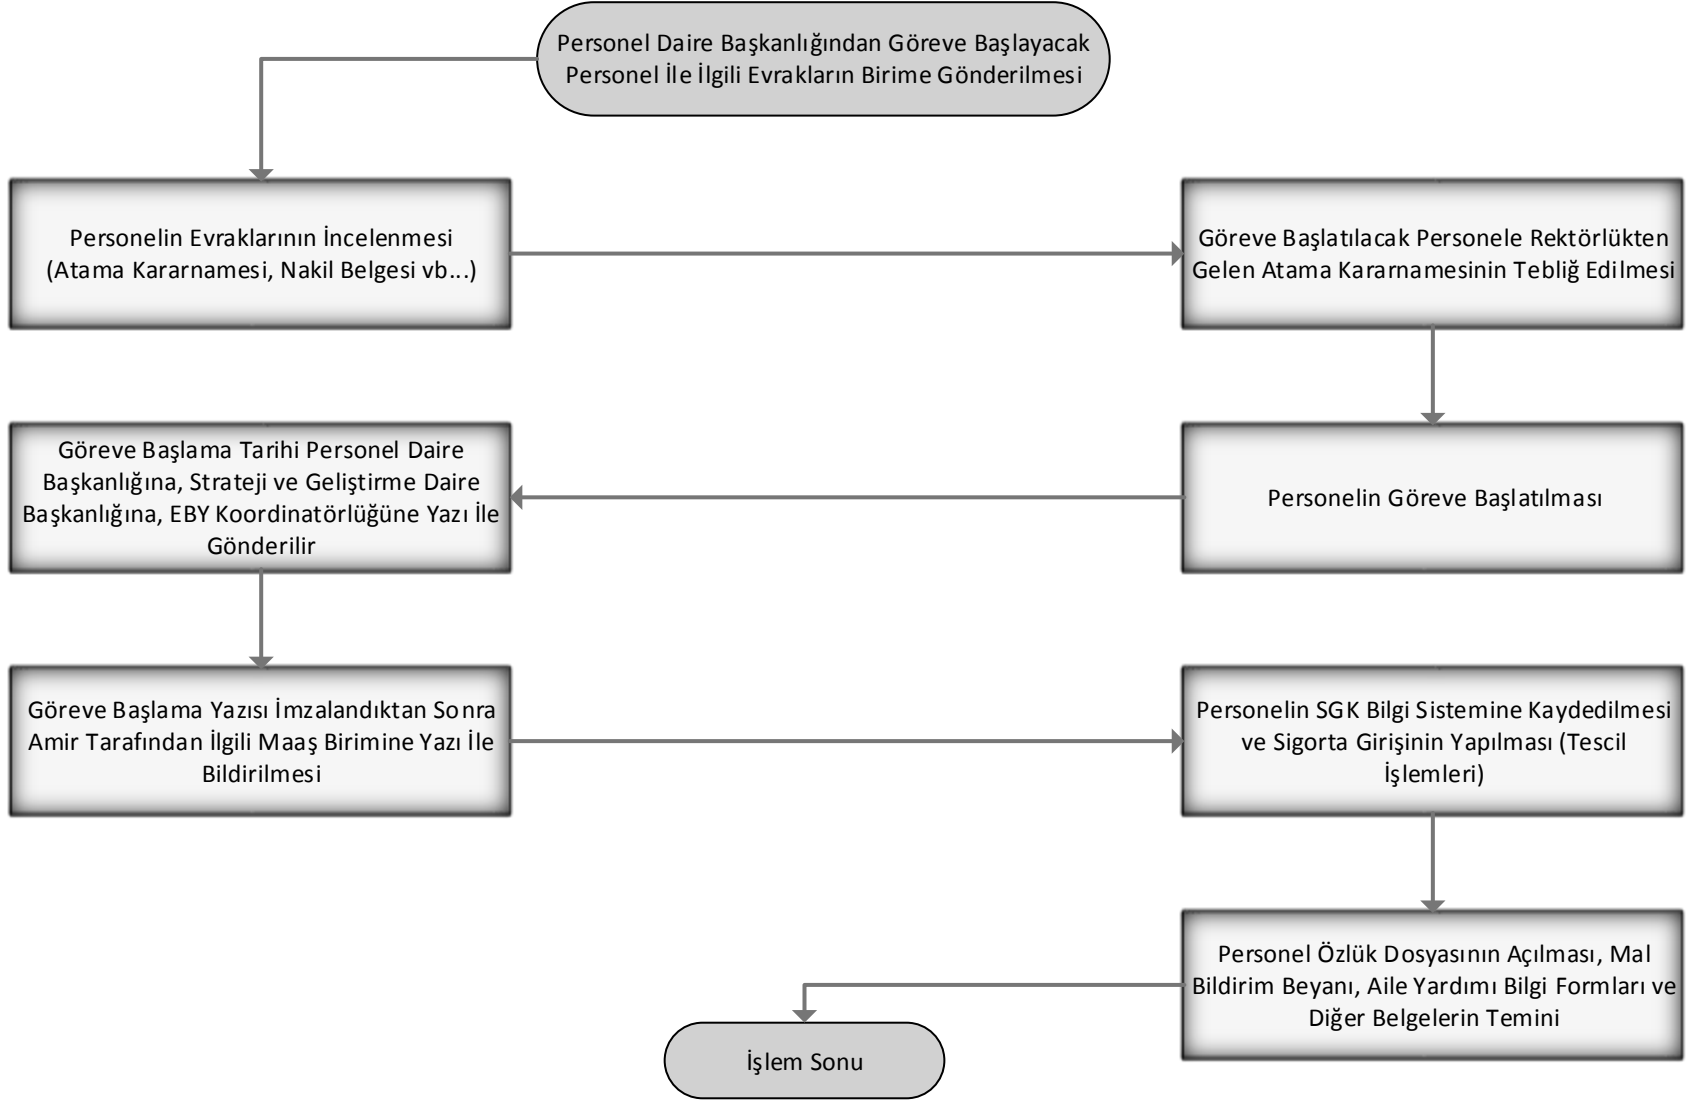 Personel Daire Başkanlığından Göreve Başlayacak
Personel İle İlgili Evrakların Birime Gönderilmesi
Personelin Evraklarının İncelenmesi
(Atama Kararnamesi, Nakil Belgesi vb...)
Göreve Başlatılacak Personele Rektörlükten
Gelen Atama Kararnamesinin Tebliğ Edilmesi
Personelin Göreve Başlatılması
Göreve Başlama Tarihi Personel Daire
Başkanlığına, Strateji ve Geliştirme Daire
Başkanlığına, EBY Koordinatörlüğüne Yazı İle
Gönderilir
Göreve Başlama Yazısı İmzalandıktan Sonra
Amir Tarafından İlgili Maaş Birimine Yazı İle
Bildirilmesi
Personelin SGK Bilgi Sistemine Kaydedilmesi
ve Sigorta Girişinin Yapılması (Tescil
İşlemleri)
Personel Özlük Dosyasının Açılması, Mal
Bildirim Beyanı, Aile Yardımı Bilgi Formları ve
Diğer Belgelerin Temini
İşlem Sonu